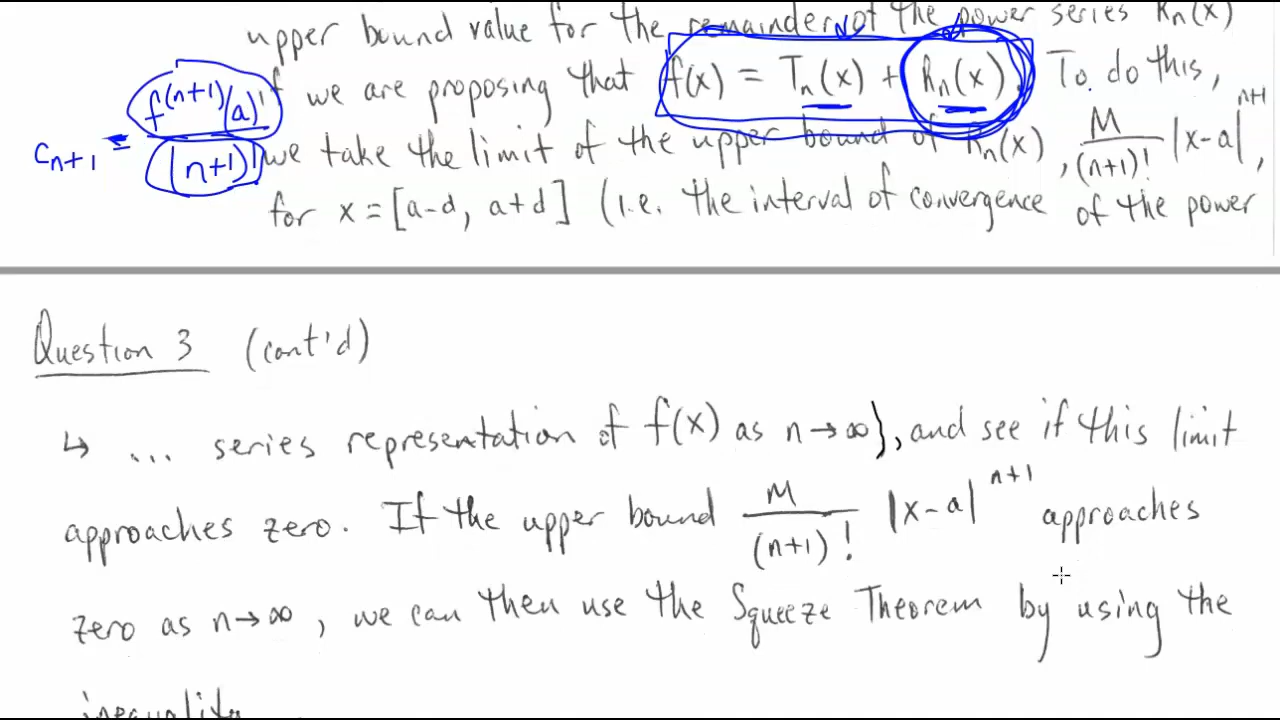 upper bound value for the remainder of the power series Rn(x)
if we are proposing that f(x) = Tn(x) + Rn(x). To do this,
c_{n+1} = f^(n+1)(a) / (n+1)!
we take the limit of the upper bound of Rn(x), M/(n+1)! |x-a|^{n+1},
for x = [a-d, a+d] (i.e. the interval of convergence of the power
Question 3 (cont'd)
↳ ... series representation of f(x) as n→∞), and see if this limit
approaches zero. If the upper bound M/(n+1)! |x-a|^{n+1} approaches
zero as n→∞, we can then use the Squeeze Theorem by using the
inequality